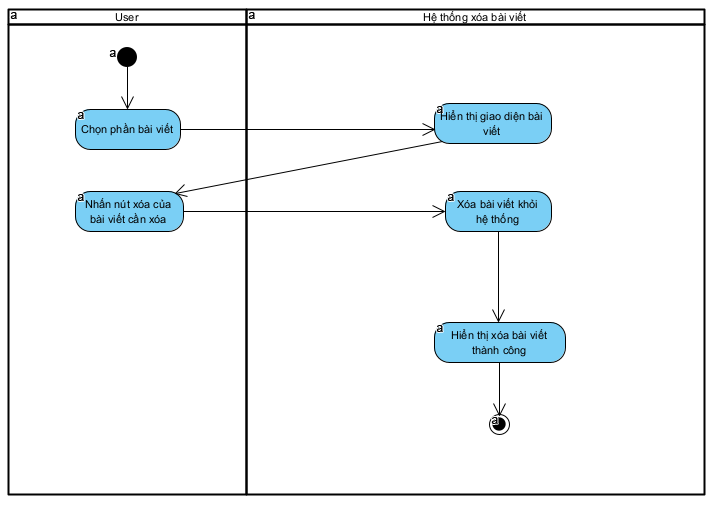 a
User
a
Hệ thống xóa bài viết
a
a
Chọn phần bài viết
a
Hiển thị giao diện bài
viết
a
Nhấn nút xóa của
bài viết cần xóa
a
Xóa bài viết khỏi
hệ thống
a
Hiển thị xóa bài viết
thành công
a